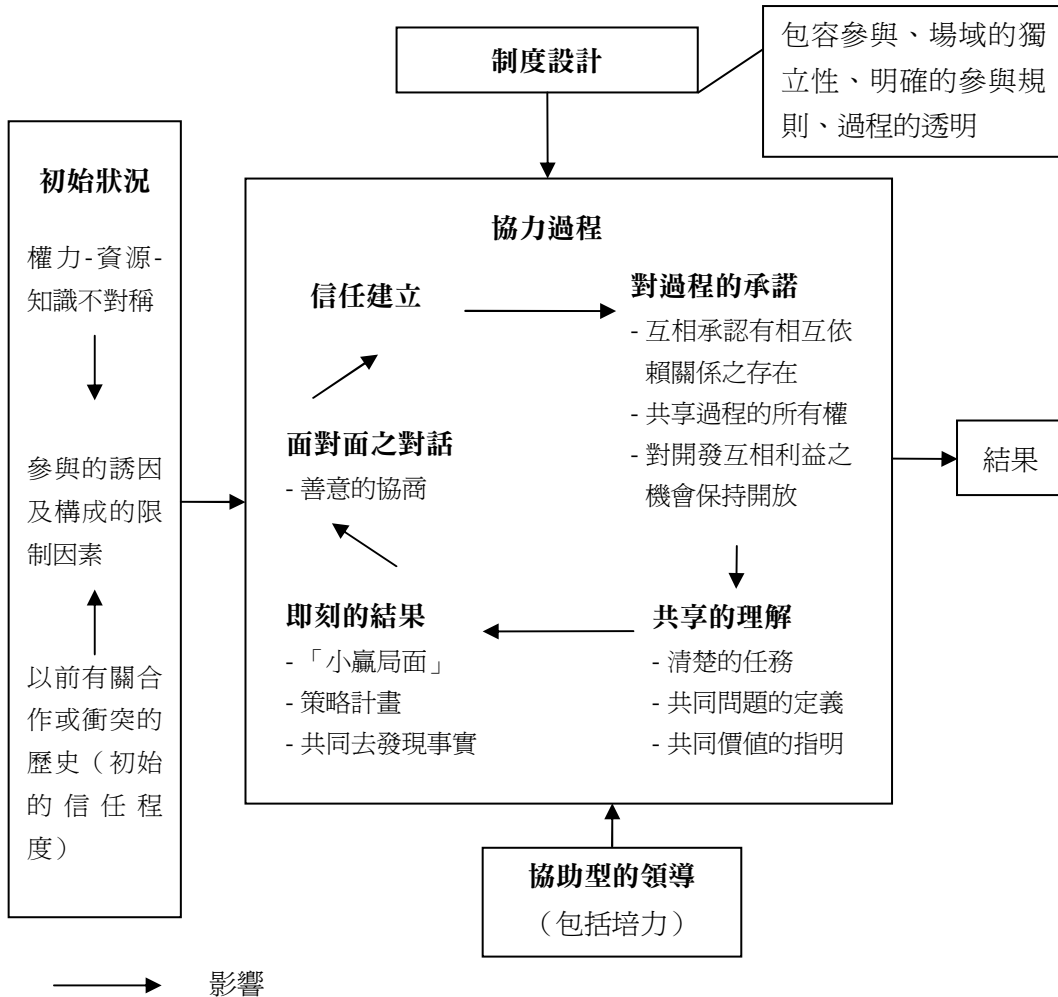 制度設計
包容參與、場域的獨
立性、明確的參與規
則、過程的透明
初始狀況
權力-資源-
知識不對稱
參與的誘因
及構成的限
制因素
以前有關合
作或衝突的
歷史（初始
的信任程
度）
協力過程
信任建立
對過程的承諾
- 互相承認有相互依
賴關係之存在
- 共享過程的所有權
- 對開發互相利益之
機會保持開放
面對面之對話
- 善意的協商
即刻的結果
- 「小贏局面」
- 策略計畫
- 共同去發現事實
共享的理解
- 清楚的任務
- 共同問題的定義
- 共同價值的指明
結果
協助型的領導
（包括培力）
影響